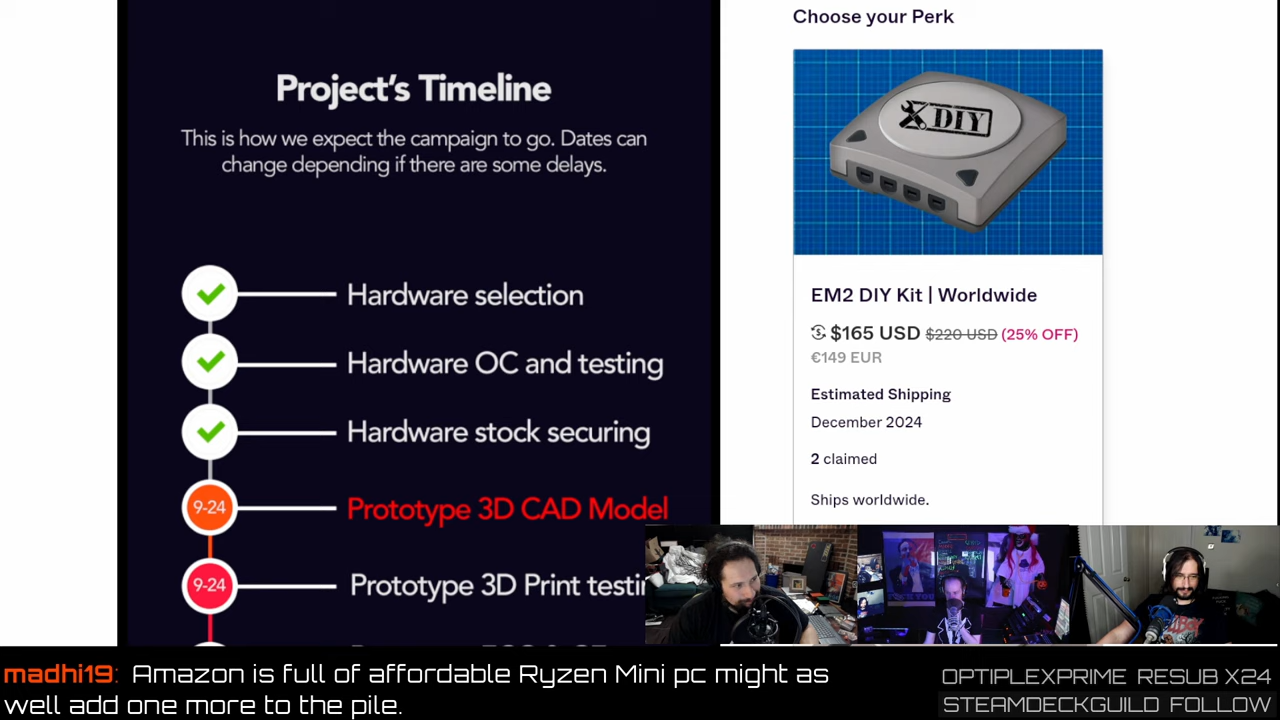 Project's Timeline
This is how we expect the campaign to go. Dates can
change depending if there are some delays.
Hardware selection
Hardware OC and testing
Hardware stock securing
9-24
Prototype 3D CAD Model
9-24
Prototype 3D Print testin
Choose your Perk
DIY
EM2 DIY Kit | Worldwide
$165 USD $220 USD (25% OFF)
€149 EUR
Estimated Shipping
December 2024
2 claimed
Ships worldwide.
madhi19: Amazon is full of affordable Ryzen Mini pc might as
well add one more to the pile.
OPTIPLEXPRIME RESUB X24
STEAMDECKGUILD FOLLOW